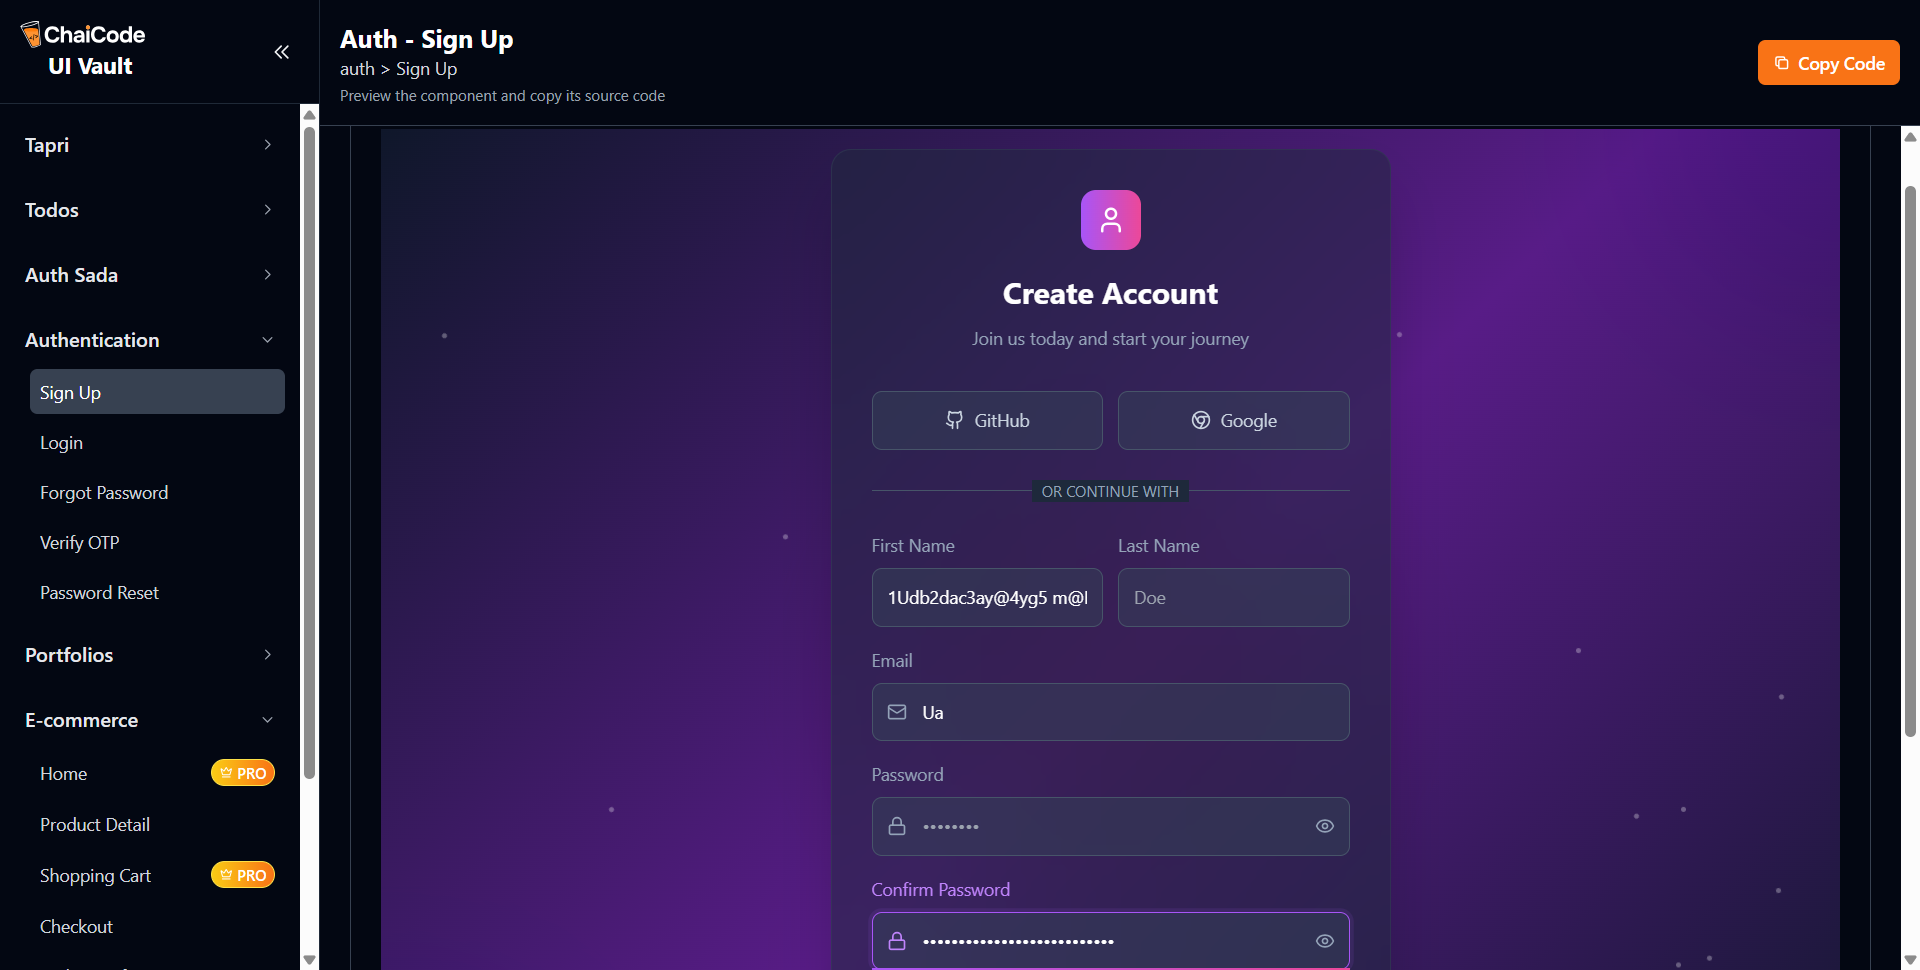 ChaiCode
UI Vault
Tapri
Todos
Auth Sada
Authentication
Sign Up
Login
Forgot Password
Verify OTP
Password Reset
Portfolios
E-commerce
Home
PRO
Product Detail
Shopping Cart
PRO
Checkout
Auth - Sign Up
auth > Sign Up
Preview the component and copy its source code
Copy Code
Create Account
Join us today and start your journey
GitHub
Google
OR CONTINUE WITH
First Name
Last Name
1Udb2dac3ay@4yg5 m@
Doe
Email
Ua
Password
••••••••
Confirm Password
•••••••••••••••••••••••••••